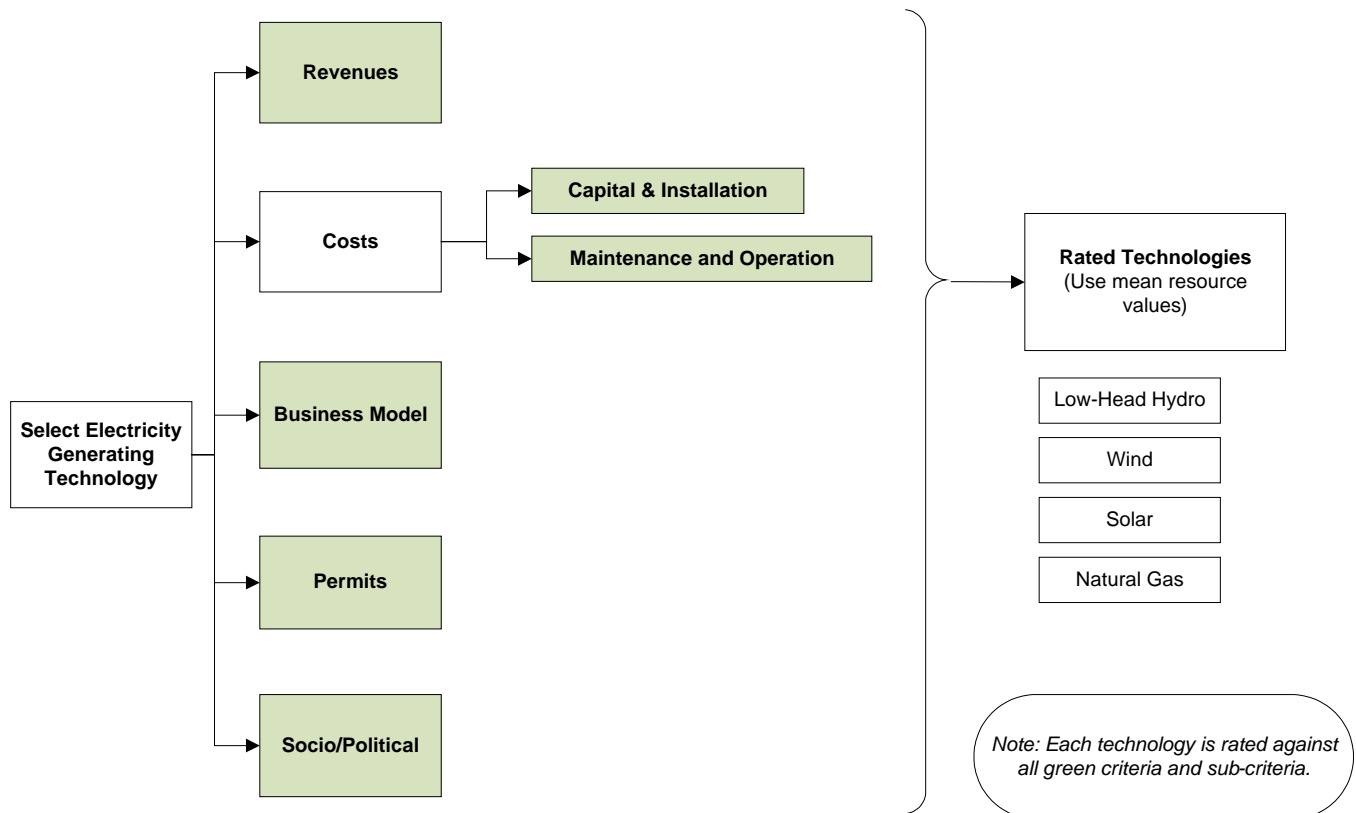 Revenues
Costs
Capital & Installation
Maintenance and Operation
Business Model
Select Electricity
Generating
Technology
Permits
Socio/Political
Rated Technologies
(Use mean resource
values)
Low-Head Hydro
Wind
Solar
Natural Gas
Note: Each technology is rated against
all green criteria and sub-criteria.